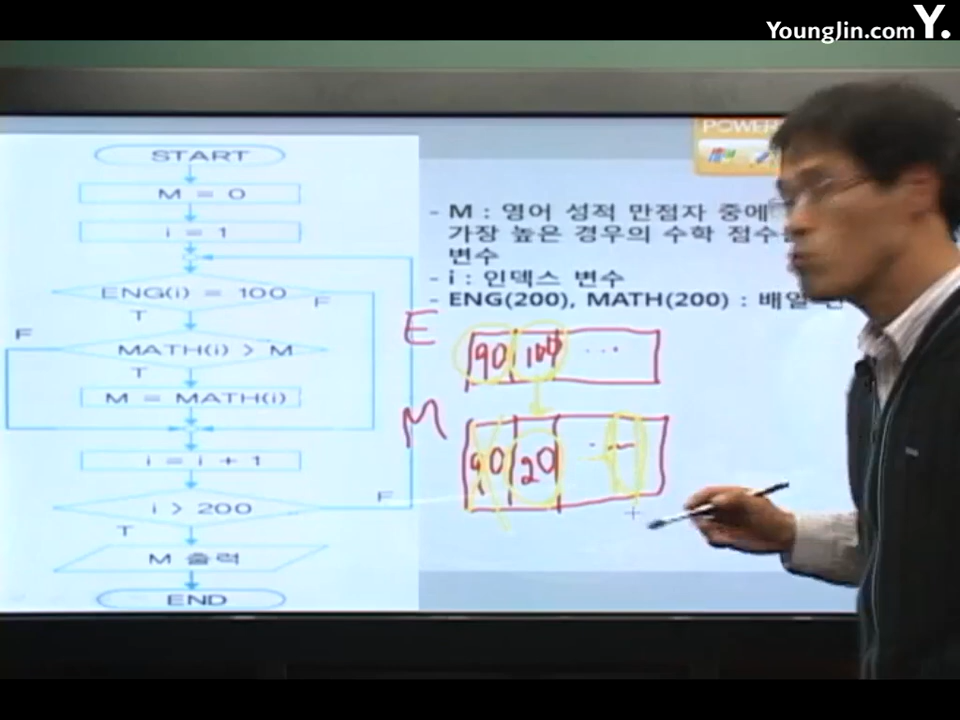 YoungJin.com Y.
POWER
START
M = 0
i = 1
ENG(i) = 100
F
T
F
MATH(i) > M
T
M = MATH(i)
i = i + 1
i > 200
F
T
M 출력
END
- M : 영어 성적 만점자 중에
가장 높은 경우의 수학 점수
변수
- i : 인덱스 변수
- ENG(200), MATH(200) : 배열
E
90 100 ...
M
90 20